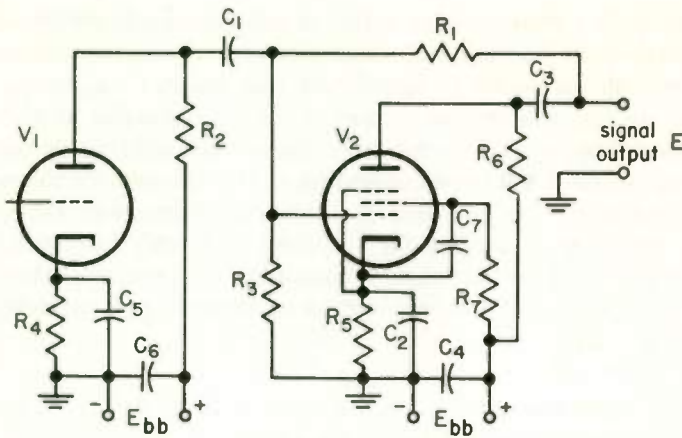 C1
R1
C3
V1
R2
V2
R6
signal
output
E
C7
R3
R7
C5
R4
R5
C2
C6
C4
- Ebb +
- Ebb +